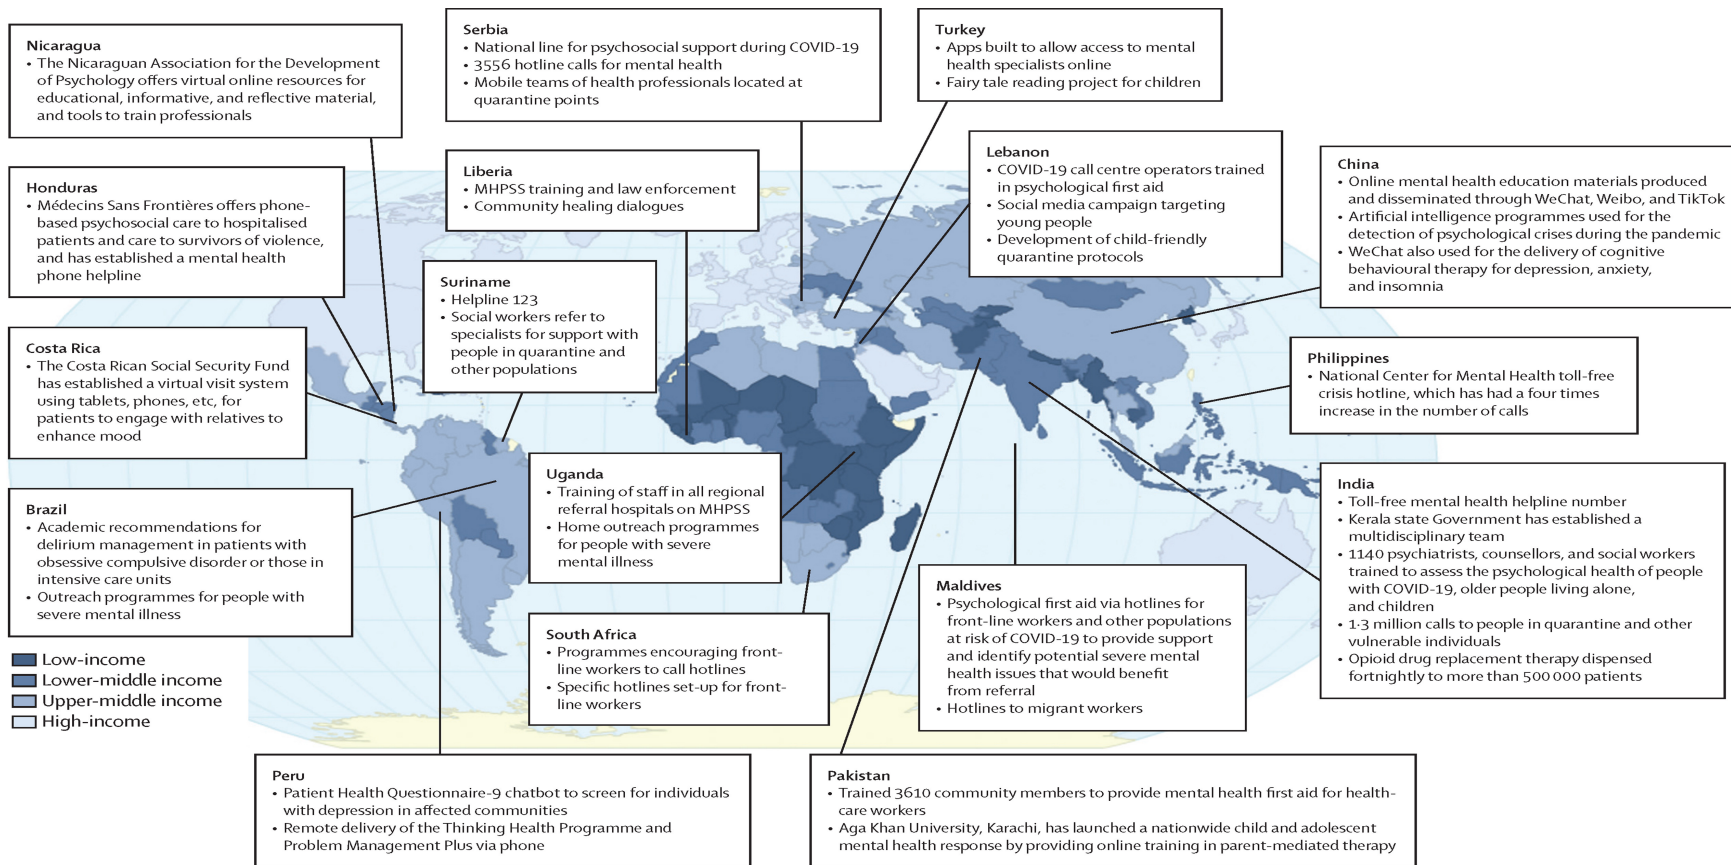 Nicaragua
• The Nicaraguan Association for the Development
of Psychology offers virtual online resources for
educational, informative, and reflective material,
and tools to train professionals
Serbia
• National line for psychosocial support during COVID-19
• 3556 hotline calls for mental health
• Mobile teams of health professionals located at
quarantine points
Turkey
• Apps built to allow access to mental
health specialists online
• Fairy tale reading project for children
Honduras
• Médecins Sans Frontières offers phone-
based psychosocial care to hospitalised
patients and care to survivors of violence,
and has established a mental health
phone helpline
Liberia
• MHPSS training and law enforcement
• Community healing dialogues
Lebanon
• COVID-19 call centre operators trained
in psychological first aid
• Social media campaign targeting
young people
• Development of child-friendly
quarantine protocols
China
• Online mental health education materials produced
and disseminated through WeChat, Weibo, and TikTok
• Artificial intelligence programmes used for the
detection of psychological crises during the pandemic
• WeChat also used for the delivery of cognitive
behavioural therapy for depression, anxiety,
and insomnia
Suriname
• Helpline 123
• Social workers refer to
specialists for support with
people in quarantine and
other populations
Costa Rica
• The Costa Rican Social Security Fund
has established a virtual visit system
using tablets, phones, etc, for
patients to engage with relatives to
enhance mood
Philippines
• National Center for Mental Health toll-free
crisis hotline, which has had a four times
increase in the number of calls
Brazil
• Academic recommendations for
delirium management in patients with
obsessive compulsive disorder or those in
intensive care units
• Outreach programmes for people with
severe mental illness
Uganda
• Training of staff in all regional
referral hospitals on MHPSS
• Home outreach programmes
for people with severe
mental illness
India
• Toll-free mental health helpline number
• Kerala state Government has established a
multidisciplinary team
• 1140 psychiatrists, counsellors, and social workers
trained to assess the psychological health of people
with COVID-19, older people living alone,
and children
• 1·3 million calls to people in quarantine and other
vulnerable individuals
• Opioid drug replacement therapy dispensed
fortnightly to more than 500 000 patients
Maldives
• Psychological first aid via hotlines for
front-line workers and other populations
at risk of COVID-19 to provide support
and identify potential severe mental
health issues that would benefit
from referral
• Hotlines to migrant workers
South Africa
• Programmes encouraging front-
line workers to call hotlines
• Specific hotlines set-up for front-
line workers
Low-income
Lower-middle income
Upper-middle income
High-income
Peru
• Patient Health Questionnaire-9 chatbot to screen for individuals
with depression in affected communities
• Remote delivery of the Thinking Health Programme and
Problem Management Plus via phone
Pakistan
• Trained 3610 community members to provide mental health first aid for health-
care workers
• Aga Khan University, Karachi, has launched a nationwide child and adolescent
mental health response by providing online training in parent-mediated therapy